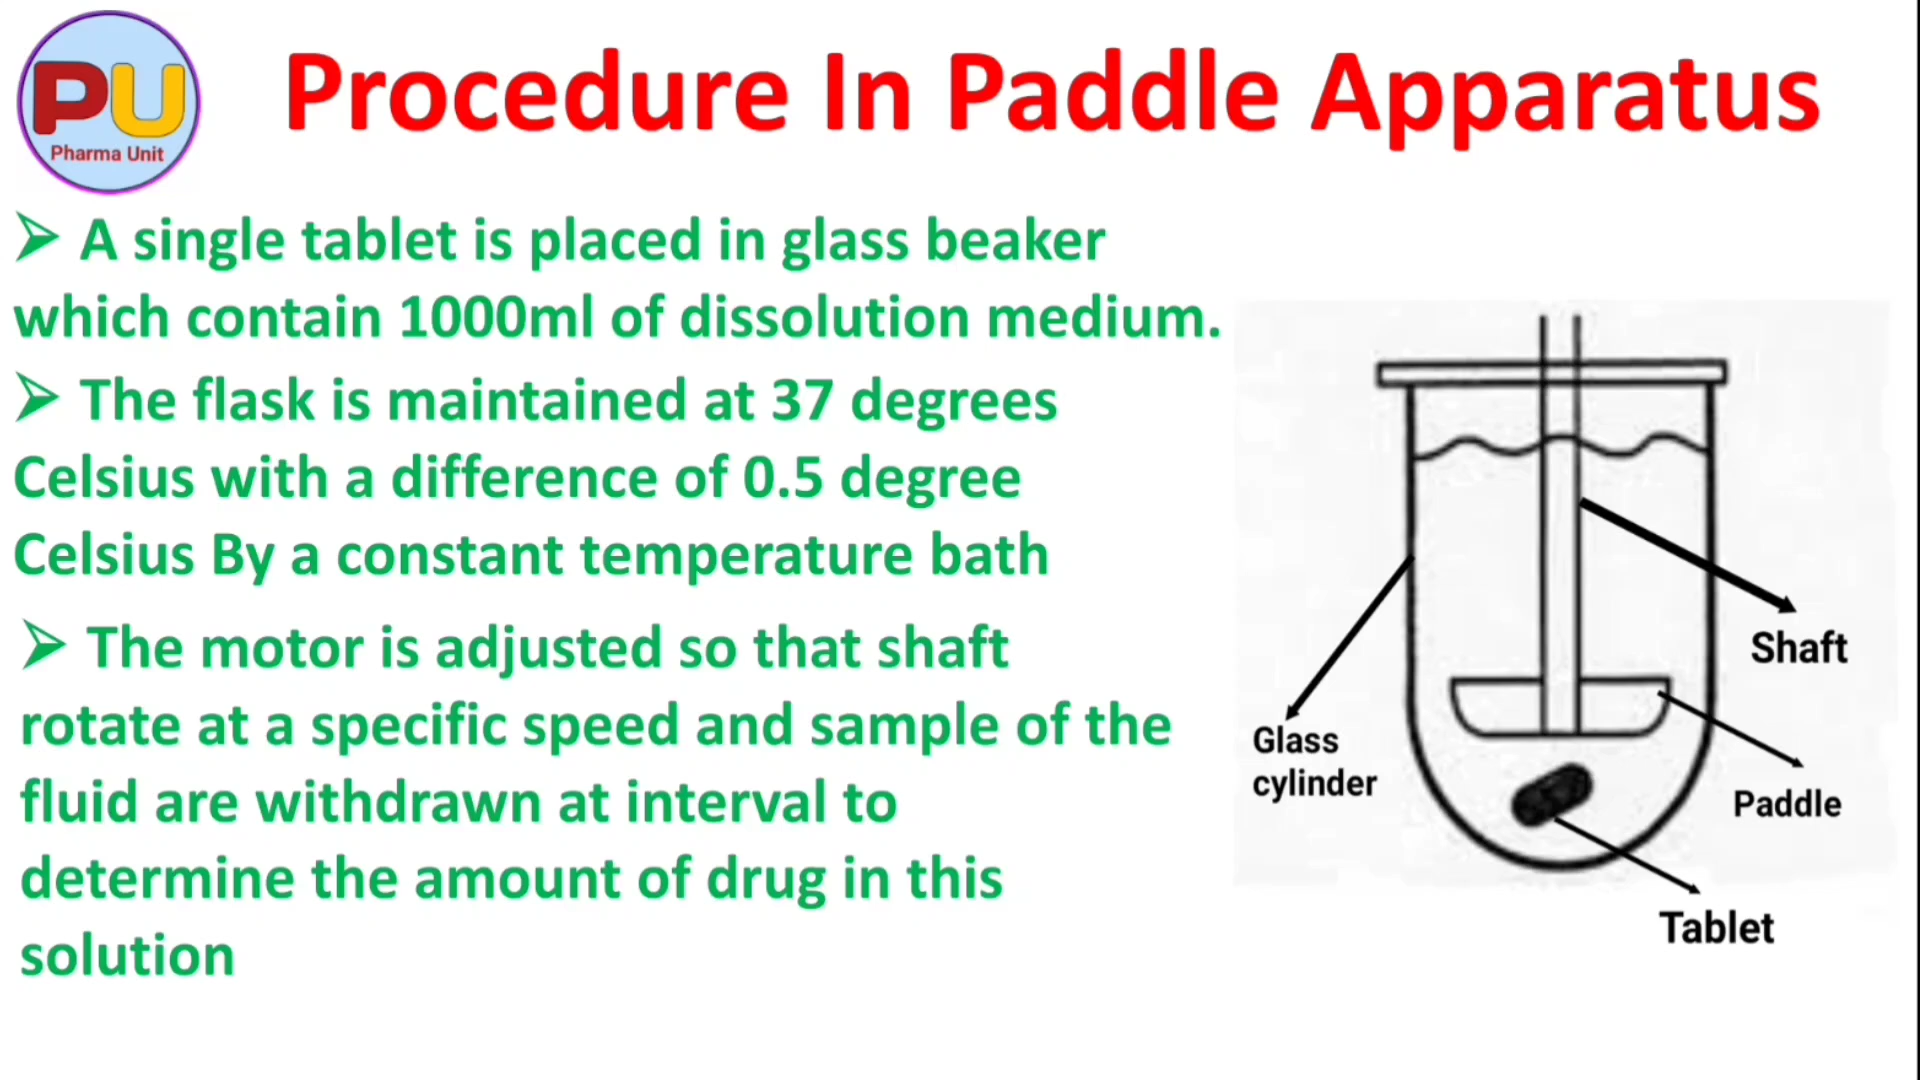 PU
Pharma Unit
Procedure In Paddle Apparatus
➢ A single tablet is placed in glass beaker
which contain 1000ml of dissolution medium.
➢ The flask is maintained at 37 degrees
Celsius with a difference of 0.5 degree
Celsius By a constant temperature bath
➢ The motor is adjusted so that shaft
rotate at a specific speed and sample of the
fluid are withdrawn at interval to
determine the amount of drug in this
solution
Shaft
Glass
cylinder
Paddle
Tablet